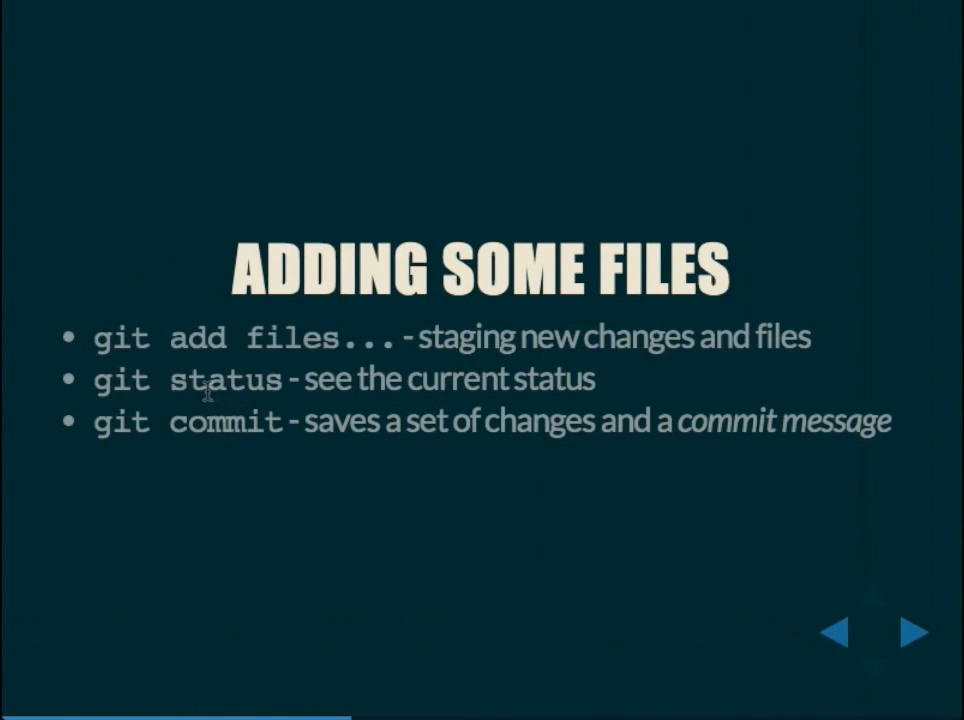 ADDING SOME FILES
• git add files... - staging new changes and files
• git status - see the current status
• git commit - saves a set of changes and a commit message